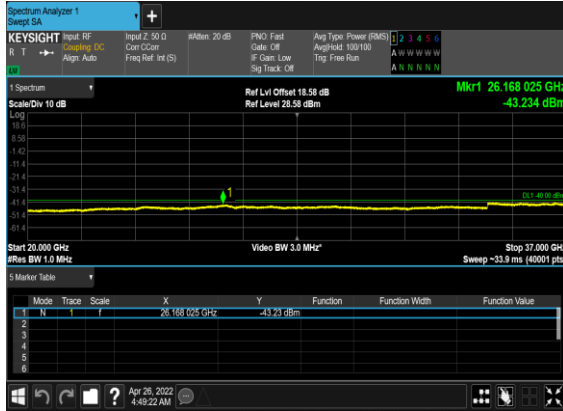 Spectrum Analyzer 1
Swept SA
+
KEYSIGHT Input: RF Input Z: 50 Ω #Atten: 20 dB PNO: Fast Avg Type: Power (RMS) 1 2 3 4 5 6
R T Coupling: DC Corr CCorr Gate: Off Avg|Hold: 100/100 A W W W W W
Align: Auto Freq Ref: Int (S) IF Gain: Low Trig: Free Run
LXI Sig Track: Off A N N N N N
1 Spectrum Ref Lvl Offset 18.58 dB Mkr1 26.168 025 GHz
Scale/Div 10 dB Ref Level 28.58 dBm -43.234 dBm
Log
18.6
8.58
-1.42
-11.4
-21.4
-31.4 1 DL1 -40.00 dBm
-41.4
-51.4
-61.4
Start 20.000 GHz Video BW 3.0 MHz* Stop 37.000 GHz
#Res BW 1.0 MHz Sweep ~33.9 ms (40001 pts)
5 Marker Table
Mode Trace Scale X Y Function Function Width Function Value
1 N 1 f 26.168 025 GHz -43.23 dBm
2
3
4
5
6
? Apr 26, 2022
4:49:22 AM